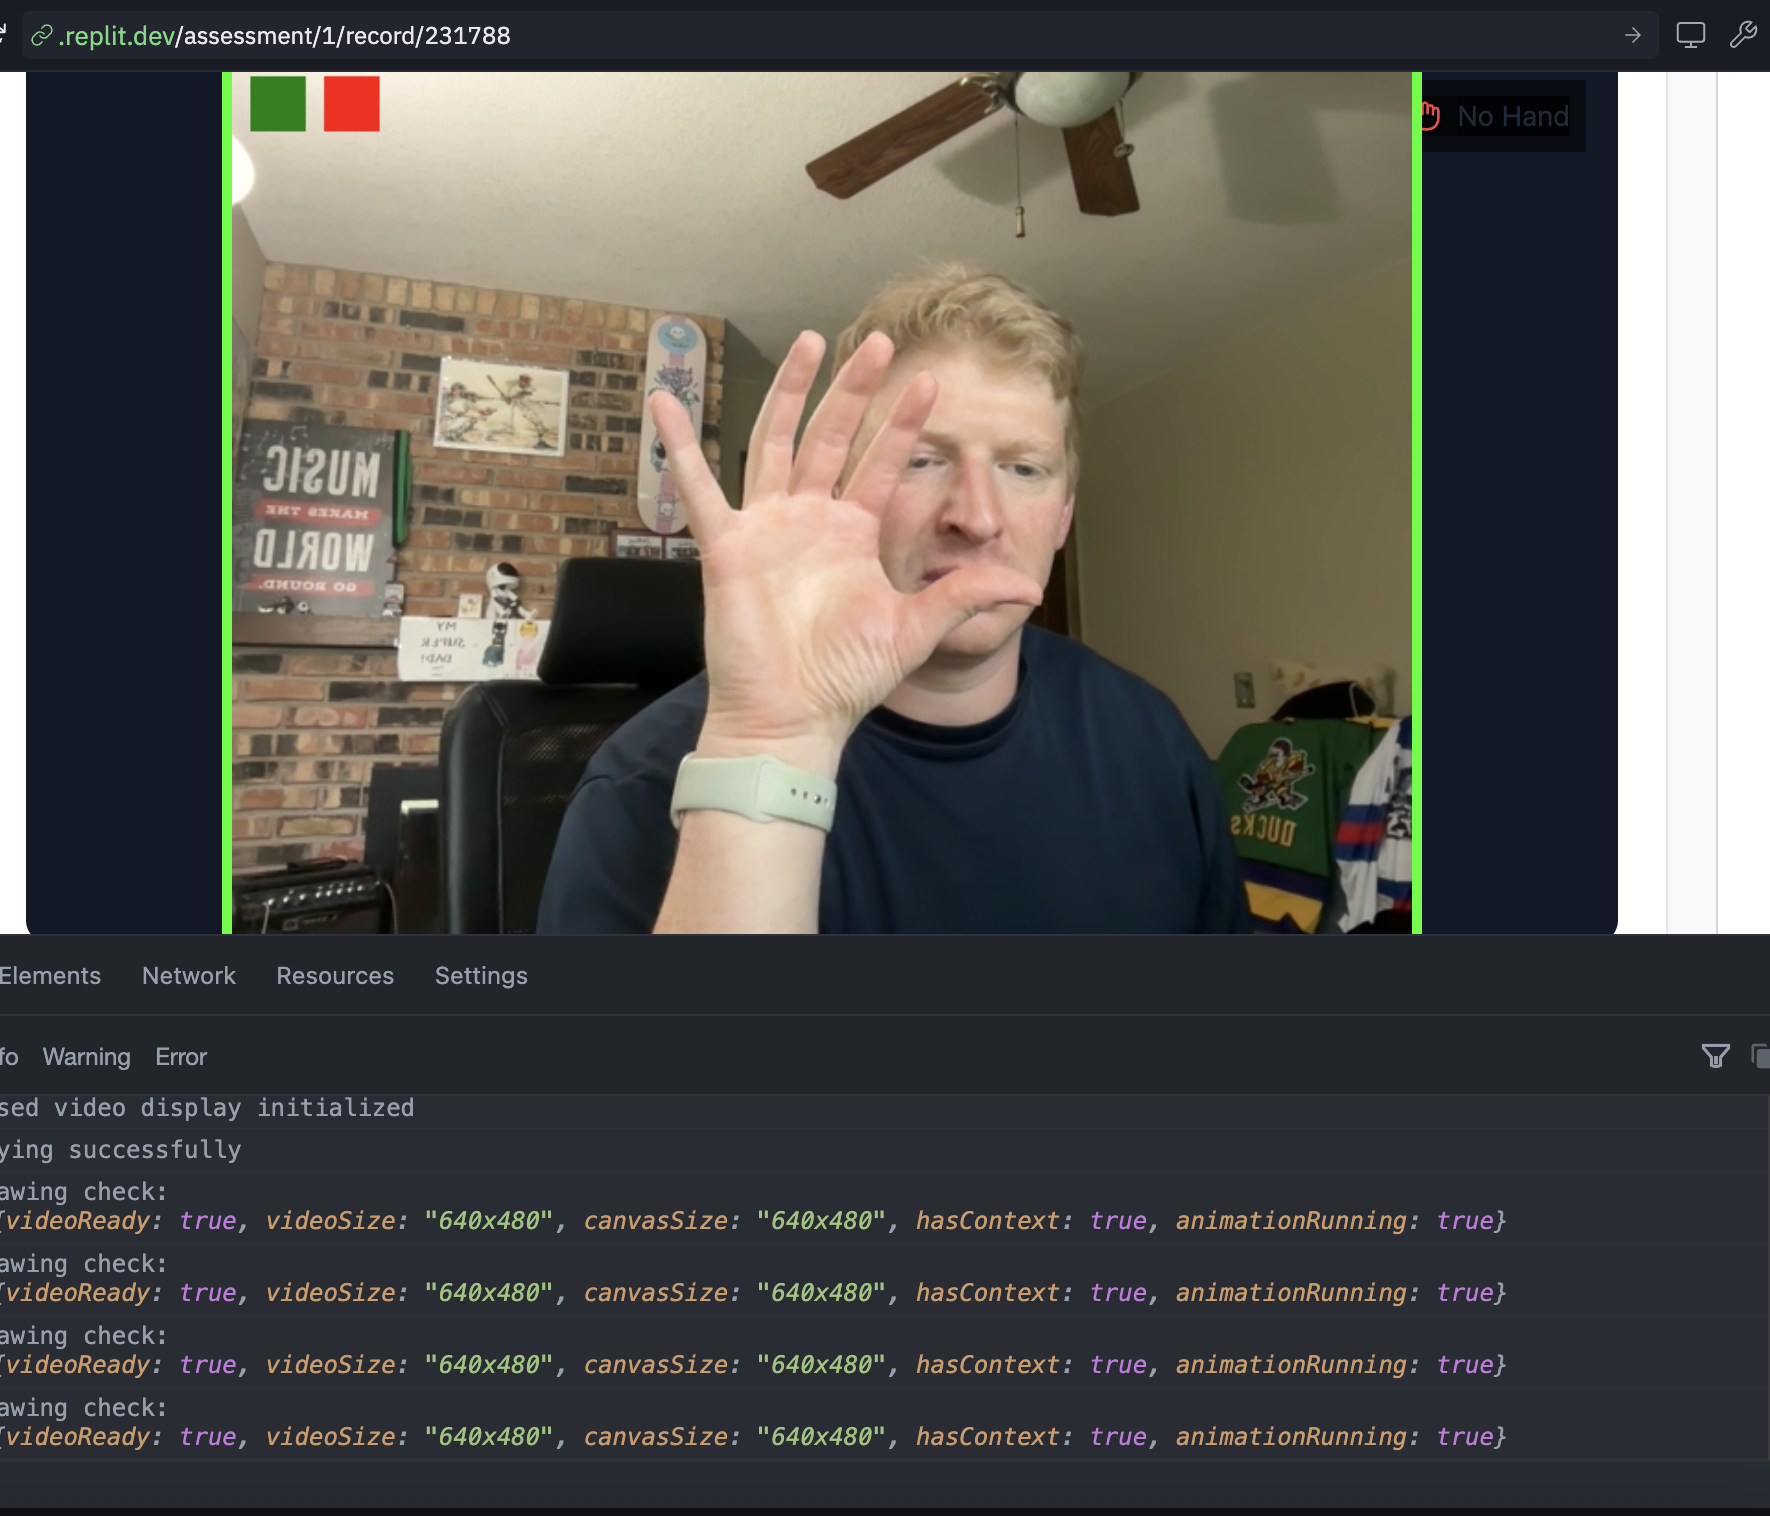 .replit.dev/assessment/1/record/231788
No Hand
MUSIC
MAKES THE
WORLD
GO ROUND.
MY
SUPER
DAD!
DUCKS
Elements Network Resources Settings
fo Warning Error
sed video display initialized
ying successfully
awing check:
{videoReady: true, videoSize: "640x480", canvasSize: "640x480", hasContext: true, animationRunning: true}
awing check:
{videoReady: true, videoSize: "640x480", canvasSize: "640x480", hasContext: true, animationRunning: true}
awing check:
{videoReady: true, videoSize: "640x480", canvasSize: "640x480", hasContext: true, animationRunning: true}
awing check:
{videoReady: true, videoSize: "640x480", canvasSize: "640x480", hasContext: true, animationRunning: true}